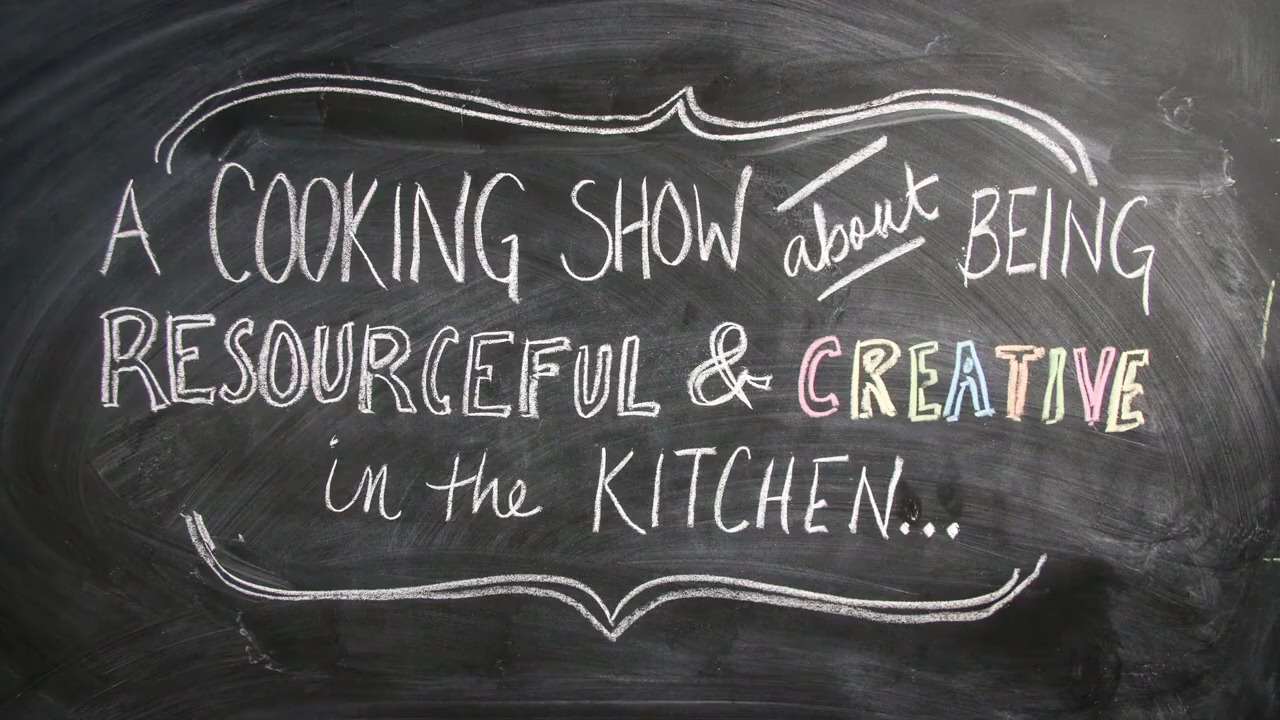 A COOKING SHOW about BEING
RESOURCEFUL & CREATIVE
in the KITCHEN...